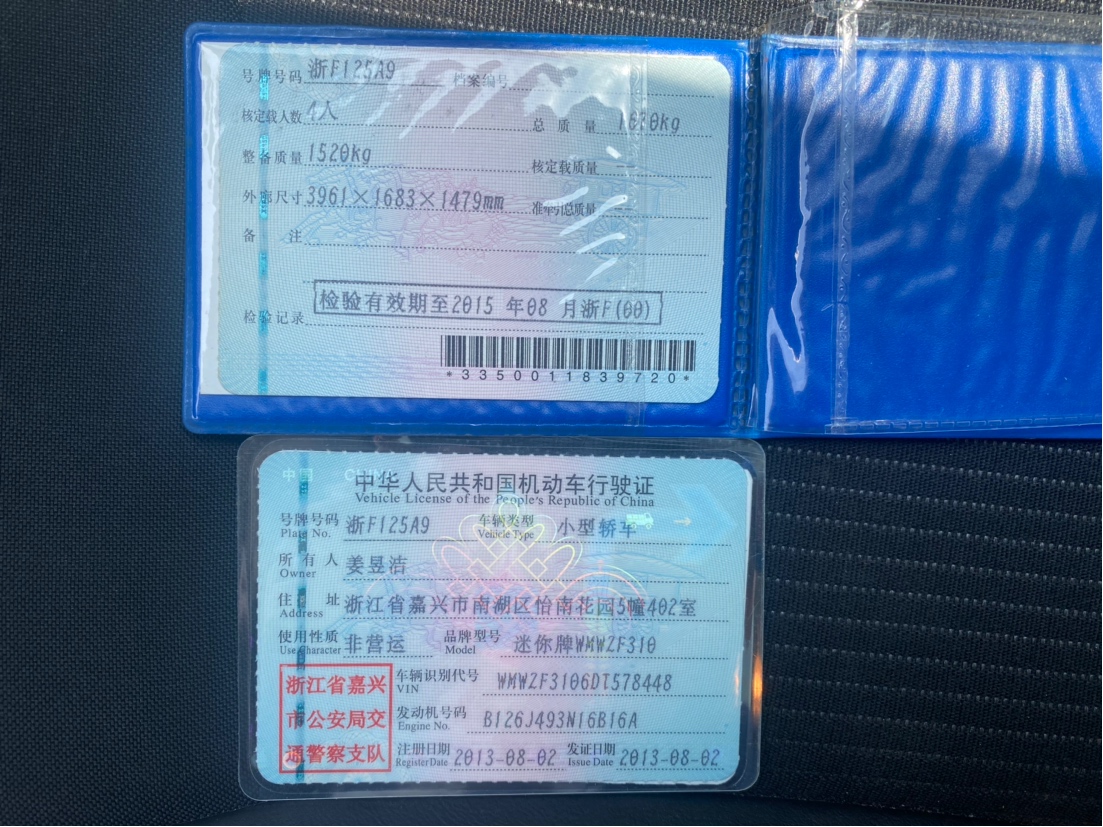 号牌号码 浙F125A9 档案编号
核定载人数 4人 总质量
整备质量 1520kg 核定载质量
外廓尺寸 3961×1683×1479mm 准牵引总质量
备注
检验有效期至2015 年08 月浙F(00)
检验记录
*3350011839720*
中国 CHINA
中华人民共和国机动车行驶证
Vehicle License of the People's Republic of China
号牌号码 浙F125A9 车辆类型 小型轿车
Plate No. Vehicle Type
所有人 姜昱浩
Owner
住址 浙江省嘉兴市南湖区怡南花园5幢402室
Address
使用性质 非营运 品牌型号 迷你牌WMWZF310
Use Character Model
浙江省嘉兴
市公安局交
通警察支队
车辆识别代号 WMWZF3106DT578448
VIN
发动机号码 B126J493N16B16A
Engine No.
注册日期 2013-08-02 发证日期 2013-08-02
Register Date Issue Date